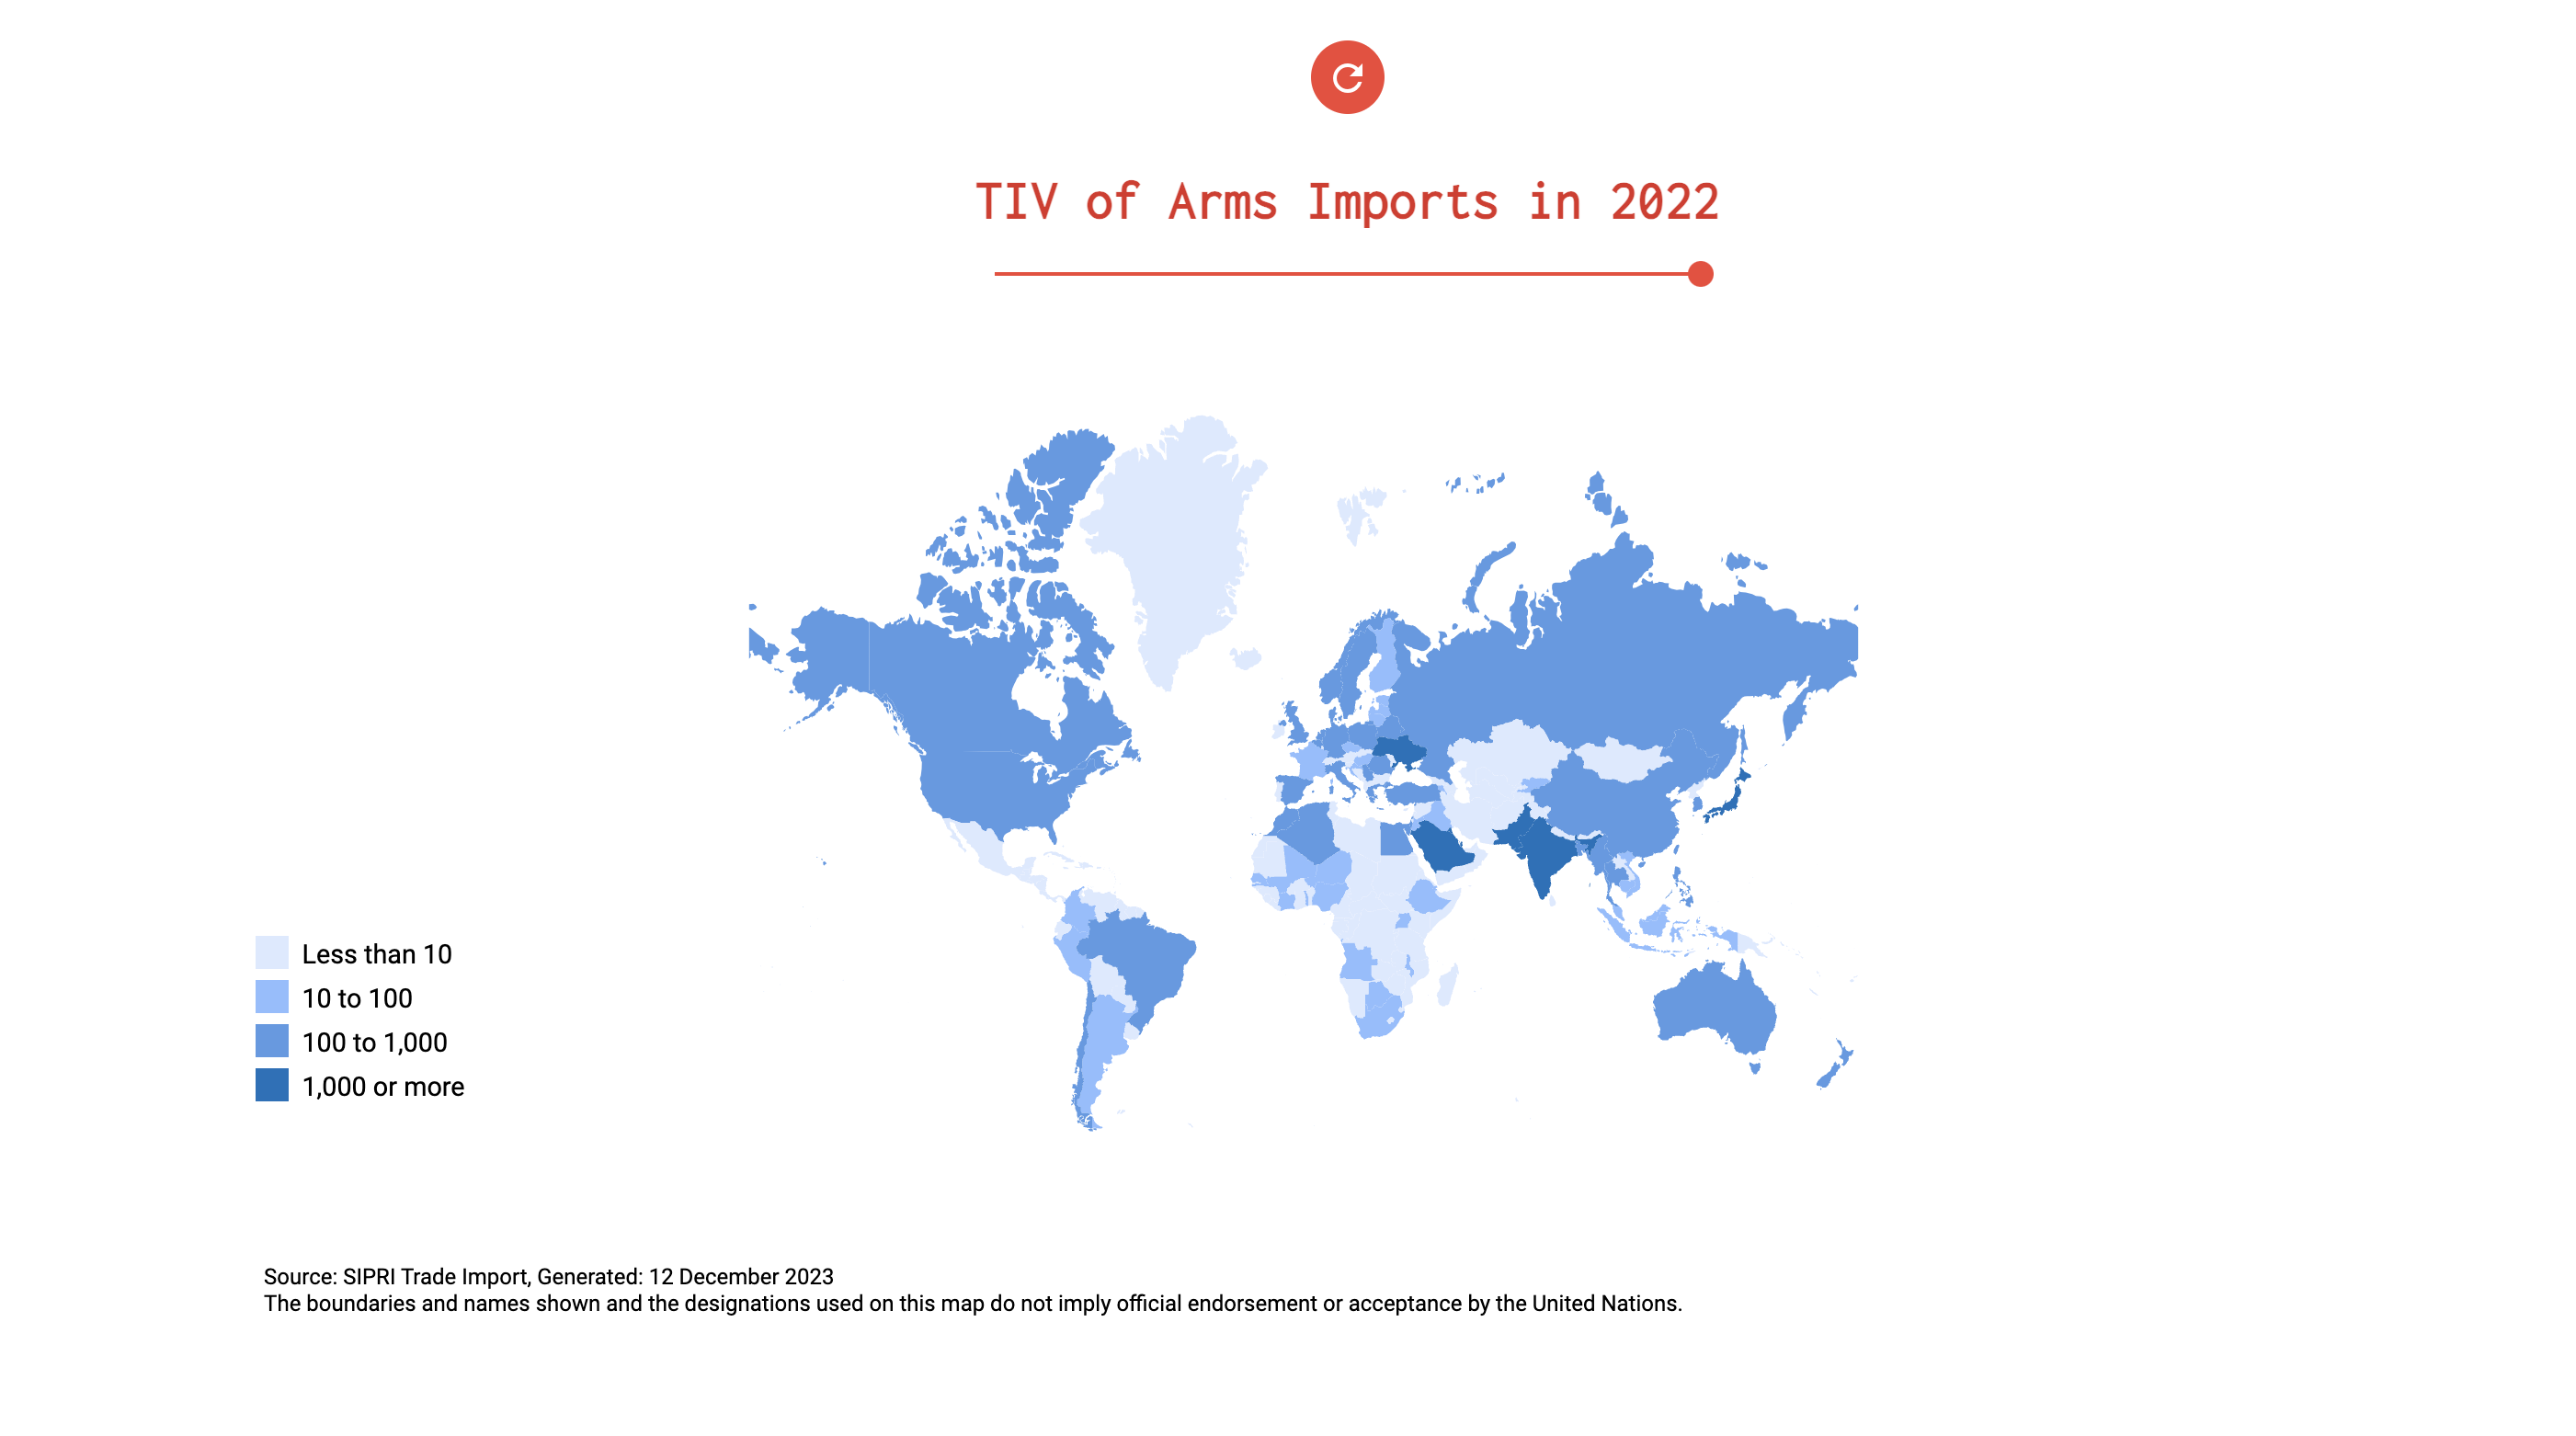 TIV of Arms Imports in 2022
Less than 10
10 to 100
100 to 1,000
1,000 or more
Source: SIPRI Trade Import, Generated: 12 December 2023
The boundaries and names shown and the designations used on this map do not imply official endorsement or acceptance by the United Nations.